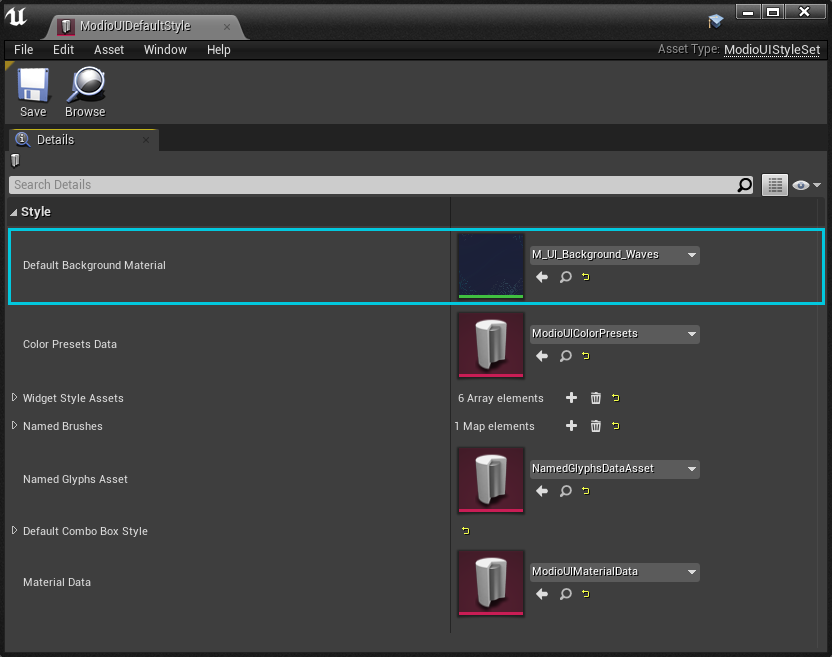 ModioUIDefaultStyle
File Edit Asset Window Help Asset Type: ModioUIStyleSet
Save Browse
Details
Search Details
Style
Default Background Material M_UI_Background_Waves
Color Presets Data ModioUIColorPresets
Widget Style Assets 6 Array elements
Named Brushes 1 Map elements
Named Glyphs Asset NamedGlyphsDataAsset
Default Combo Box Style
Material Data ModioUIMaterialData